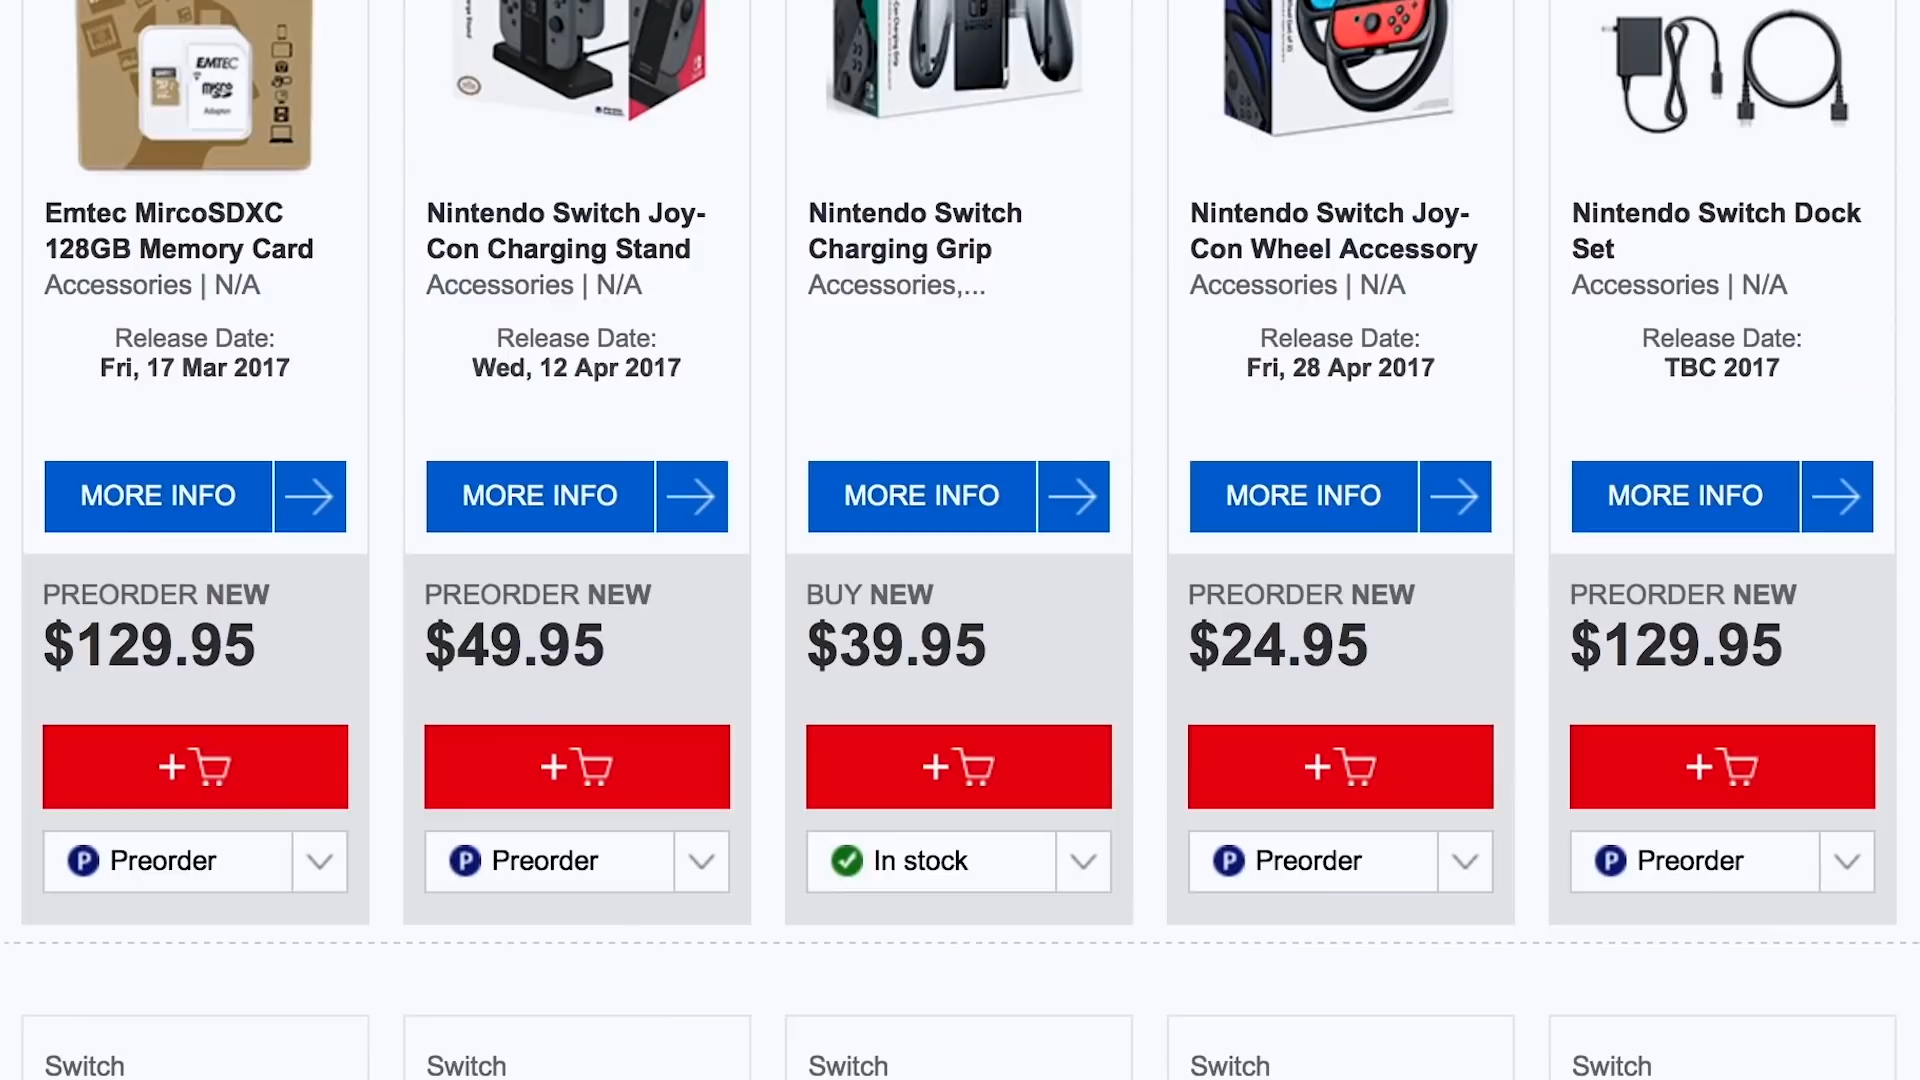 EMTEC
micro
SD
Adapter
Emtec MircoSDXC
128GB Memory Card
Accessories | N/A
Release Date:
Fri, 17 Mar 2017
MORE INFO
PREORDER NEW
$129.95
+
P Preorder
Nintendo Switch Joy-
Con Charging Stand
Accessories | N/A
Release Date:
Wed, 12 Apr 2017
MORE INFO
PREORDER NEW
$49.95
+
P Preorder
Nintendo Switch
Charging Grip
Accessories,...
MORE INFO
BUY NEW
$39.95
+
In stock
Nintendo Switch Joy-
Con Wheel Accessory
Accessories | N/A
Release Date:
Fri, 28 Apr 2017
MORE INFO
PREORDER NEW
$24.95
+
P Preorder
Nintendo Switch Dock
Set
Accessories | N/A
Release Date:
TBC 2017
MORE INFO
PREORDER NEW
$129.95
+
P Preorder
Switch
Switch
Switch
Switch
Switch